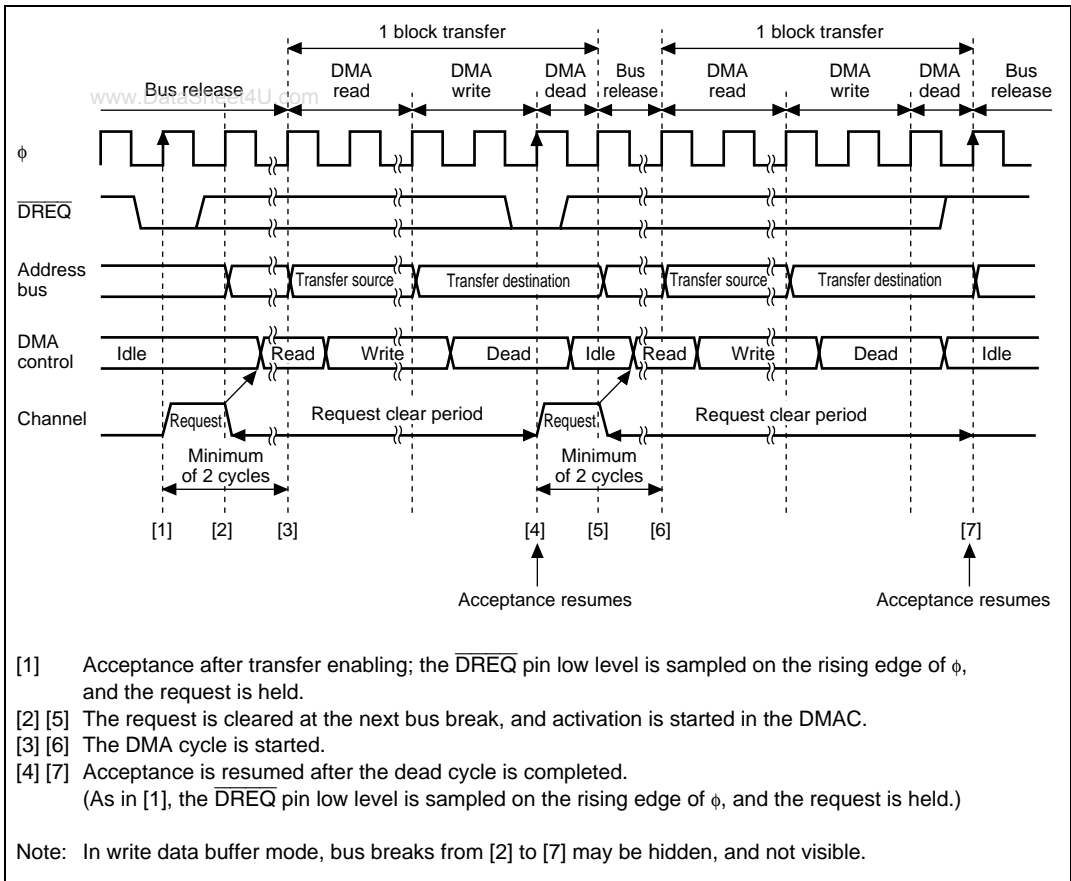 1 block transfer 1 block transfer
Bus release DMA read DMA write DMA dead Bus release DMA read DMA write DMA dead Bus release
www.DataSheet4U.com
φ
DREQ
Address bus Transfer source Transfer destination Transfer source Transfer destination
DMA control Idle Read Write Dead Idle Read Write Dead Idle
Channel Request Request clear period Request Request clear period
Minimum of 2 cycles Minimum of 2 cycles
[1] [2] [3] [4] [5] [6] [7]
Acceptance resumes Acceptance resumes
[1] Acceptance after transfer enabling; the DREQ pin low level is sampled on the rising edge of φ,
and the request is held.
[2] [5] The request is cleared at the next bus break, and activation is started in the DMAC.
[3] [6] The DMA cycle is started.
[4] [7] Acceptance is resumed after the dead cycle is completed.
(As in [1], the DREQ pin low level is sampled on the rising edge of φ, and the request is held.)
Note: In write data buffer mode, bus breaks from [2] to [7] may be hidden, and not visible.